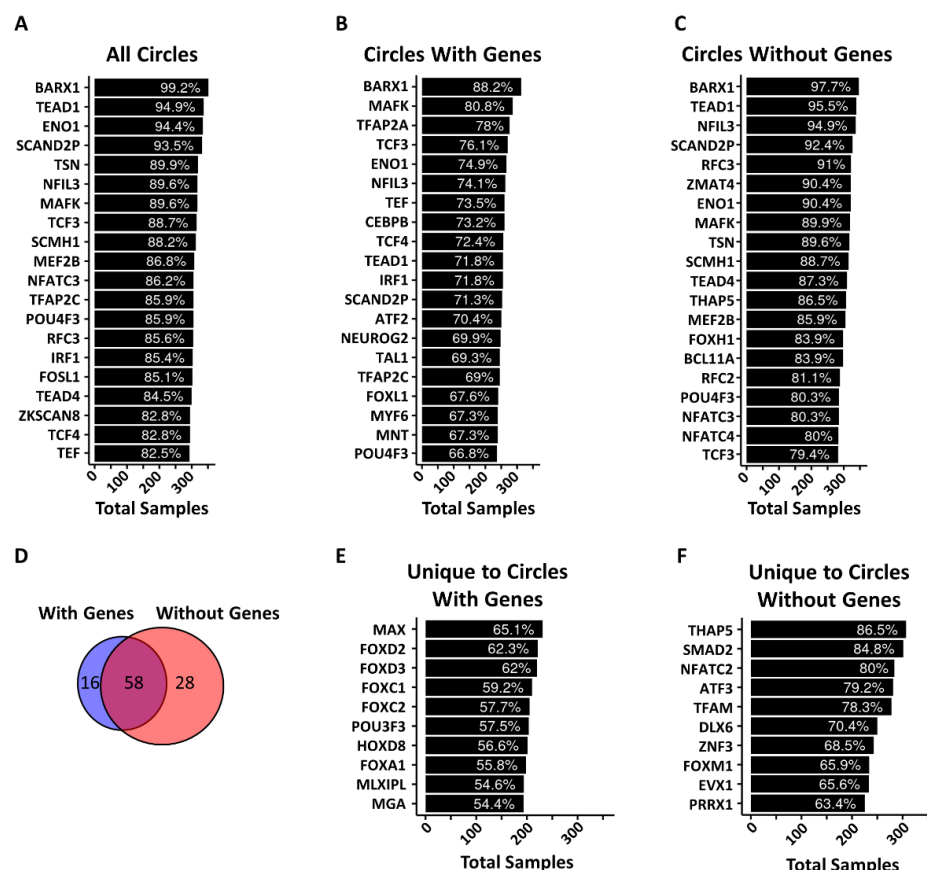 A
All Circles
BARX1 99.2%
TEAD1 94.9%
ENO1 94.4%
SCAND2P 93.5%
TSN 89.9%
NFIL3 89.6%
MAFK 89.6%
TCF3 88.7%
SCMH1 88.2%
MEF2B 86.8%
NFATC3 86.2%
TFAP2C 85.9%
POU4F3 85.9%
RFC3 85.6%
IRF1 85.4%
FOSL1 85.1%
TEAD4 84.5%
ZKSCAN8 82.8%
TCF4 82.8%
TEF 82.5%
0 100 200 300
Total Samples
B
Circles With Genes
BARX1 88.2%
MAFK 80.8%
TFAP2A 78%
TCF3 76.1%
ENO1 74.9%
NFIL3 74.1%
TEF 73.5%
CEBPB 73.2%
TCF4 72.4%
TEAD1 71.8%
IRF1 71.8%
SCAND2P 71.3%
ATF2 70.4%
NEUROG2 69.9%
TAL1 69.3%
TFAP2C 69%
FOXL1 67.6%
MYF6 67.3%
MNT 67.3%
POU4F3 66.8%
0 100 200 300
Total Samples
C
Circles Without Genes
BARX1 97.7%
TEAD1 95.5%
NFIL3 94.9%
SCAND2P 92.4%
RFC3 91%
ZMAT4 90.4%
ENO1 90.4%
MAFK 89.9%
TSN 89.6%
SCMH1 88.7%
TEAD4 87.3%
THAP5 86.5%
MEF2B 85.9%
FOXH1 83.9%
BCL11A 83.9%
RFC2 81.1%
POU4F3 80.3%
NFATC3 80.3%
NFATC4 80%
TCF3 79.4%
0 100 200 300
Total Samples
D
With Genes Without Genes
16 58 28
E
Unique to Circles
With Genes
MAX 65.1%
FOXD2 62.3%
FOXD3 62%
FOXC1 59.2%
FOXC2 57.7%
POU3F3 57.5%
HOXD8 56.6%
FOXA1 55.8%
MLXIPL 54.6%
MGA 54.4%
0 100 200 300
Total Samples
F
Unique to Circles
Without Genes
THAP5 86.5%
SMAD2 84.8%
NFATC2 80%
ATF3 79.2%
TFAM 78.3%
DLX6 70.4%
ZNF3 68.5%
FOXM1 65.9%
EVX1 65.6%
PRRX1 63.4%
0 100 200 300
Total Samples